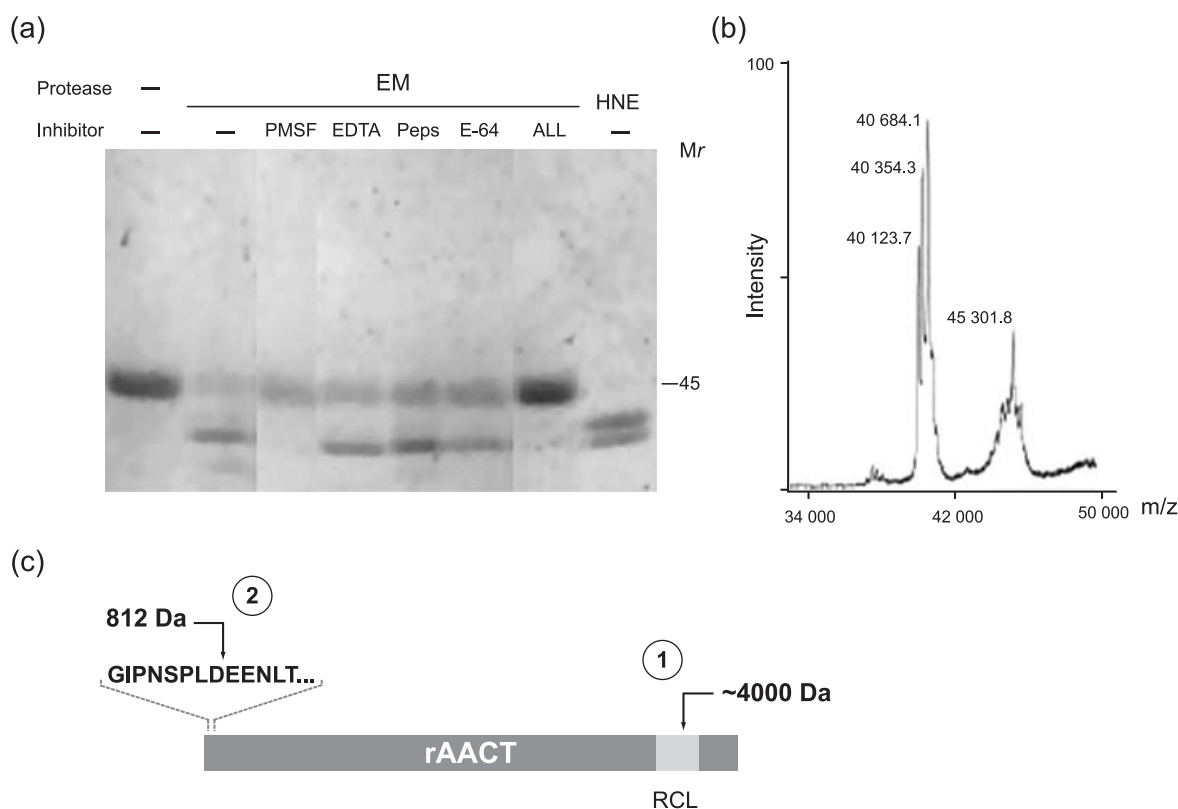 (a)
Protease – EM HNE
Inhibitor – – PMSF EDTA Peps E-64 ALL –
Mr
–45
(b)
100
40 684.1
40 354.3
40 123.7
45 301.8
Intensity
34 000 42 000 50 000 m/z
(c)
812 Da 2
GIPNSPLDEENLT...
1
~4000 Da
rAACT
RCL